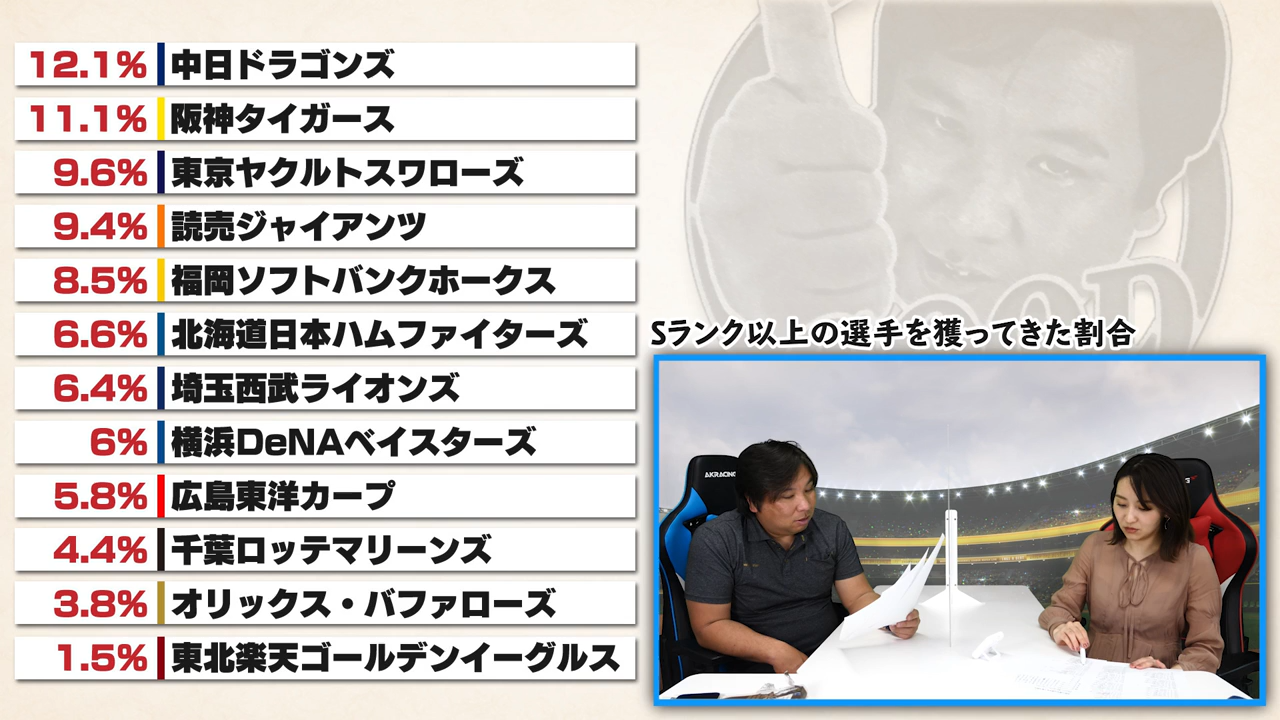 12.1% 中日ドラゴンズ
11.1% 阪神タイガース
9.6% 東京ヤクルトスワローズ
9.4% 読売ジャイアンツ
8.5% 福岡ソフトバンクホークス
6.6% 北海道日本ハムファイターズ
6.4% 埼玉西武ライオンズ
6% 横浜DeNAベイスターズ
5.8% 広島東洋カープ
4.4% 千葉ロッテマリーンズ
3.8% オリックス・バファローズ
1.5% 東北楽天ゴールデンイーグルス
Sランク以上の選手を獲ってきた割合
AKRACING